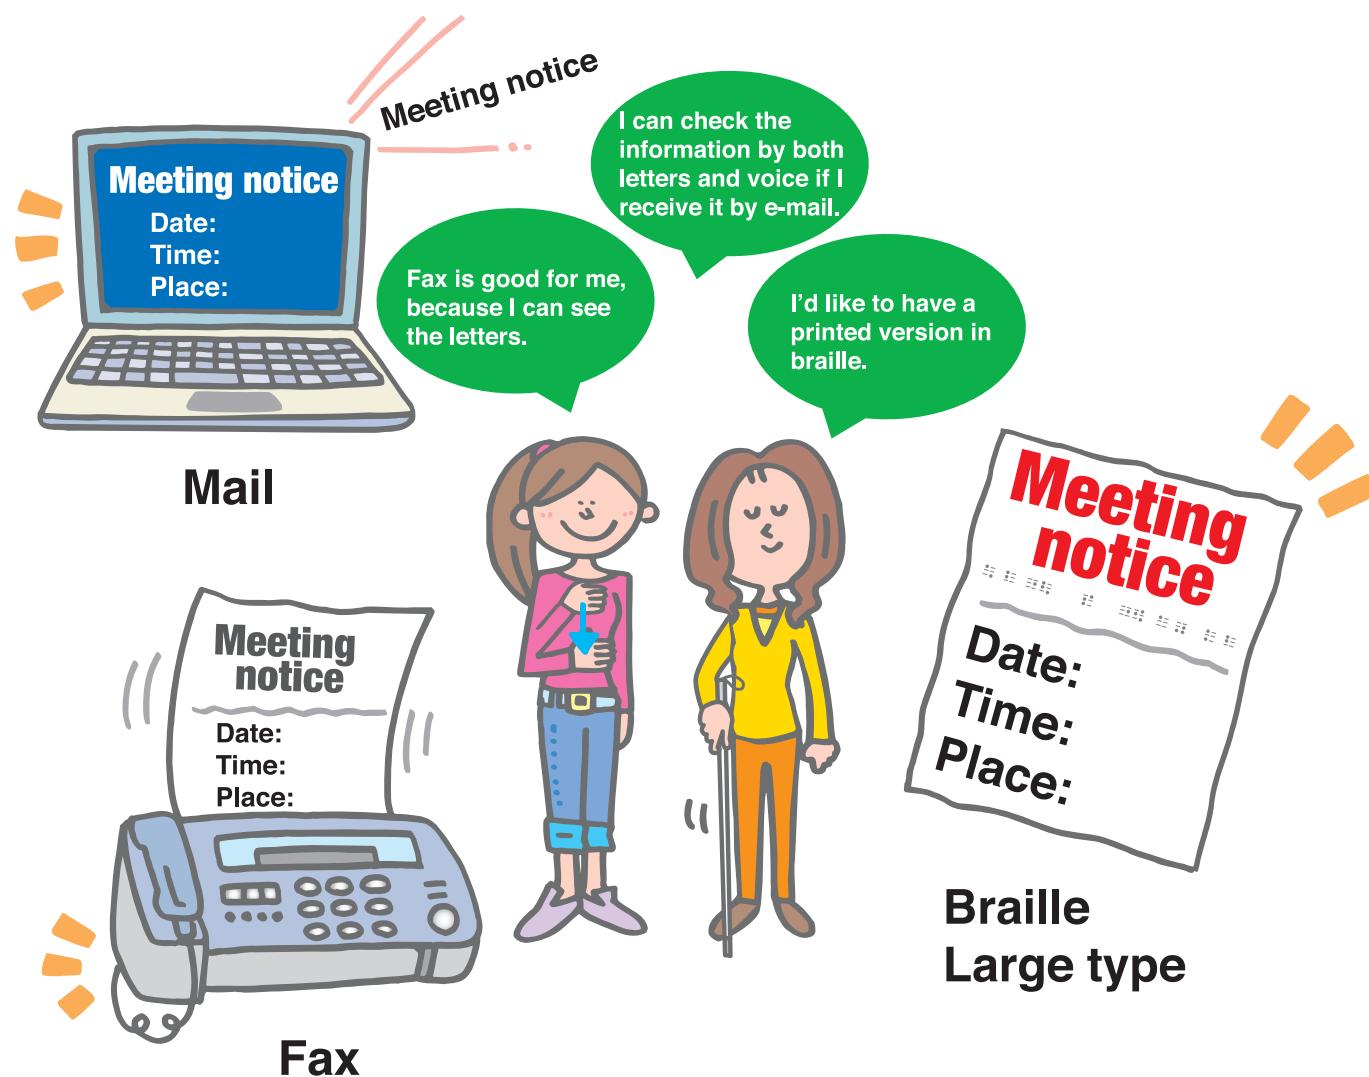 Meeting notice
Meeting notice
Date:
Time:
Place:
Mail
I can check the
information by both
letters and voice if I
receive it by e-mail.
Fax is good for me,
because I can see
the letters.
I’d like to have a
printed version in
braille.
Meeting
notice
Date:
Time:
Place:
Fax
Meeting
notice
Date:
Time:
Place:
Braille
Large type